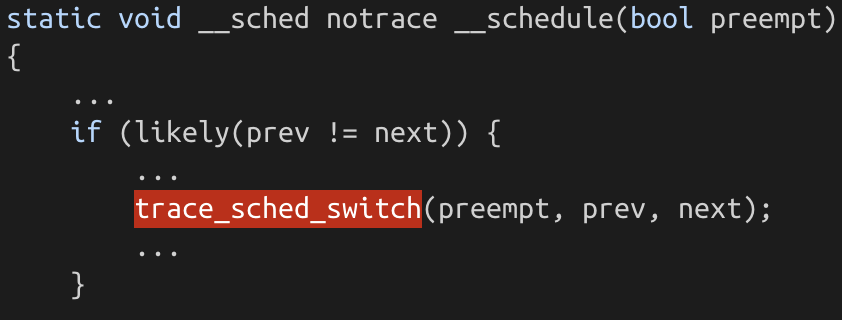 static void __sched notrace __schedule(bool preempt)
{
...
if (likely(prev != next)) {
...
trace_sched_switch(preempt, prev, next);
...
}